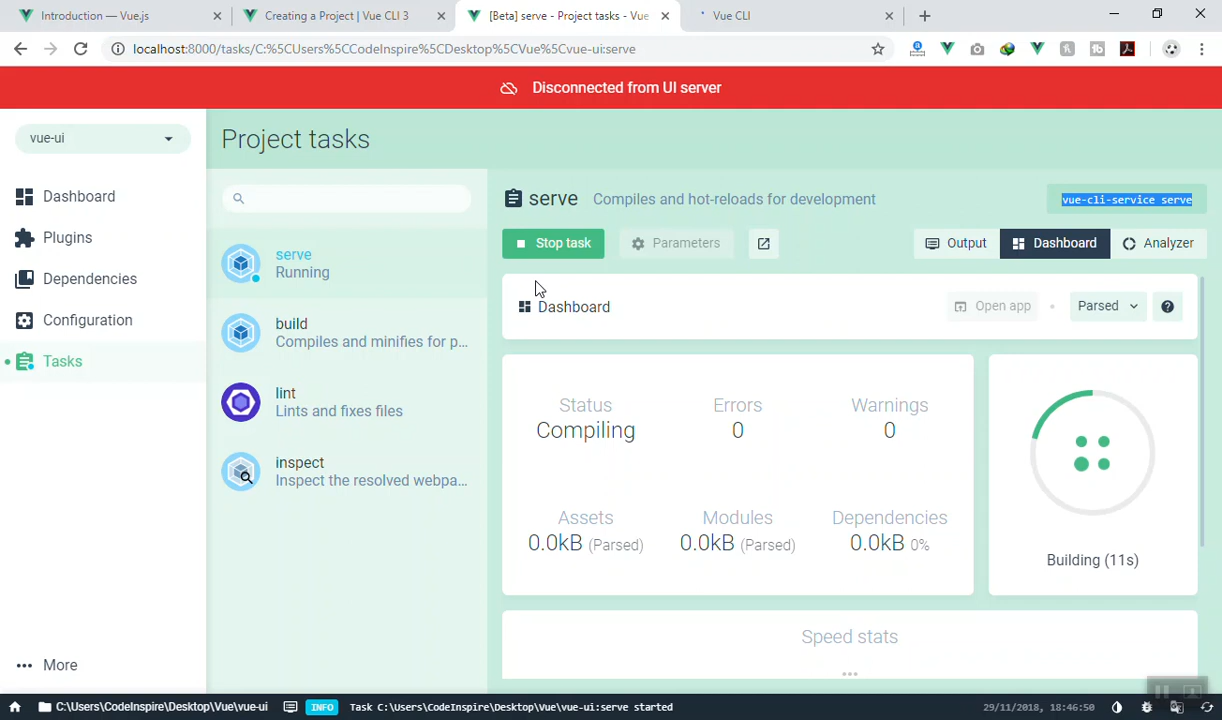 Introduction — Vue.js
Creating a Project | Vue CLI 3
[Beta] serve - Project tasks - Vue
Vue CLI
localhost:8000/tasks/C:%5CUsers%5CCodeInspire%5CDesktop%5CVue%5Cvue-ui:serve
Disconnected from UI server
vue-ui
Project tasks
Dashboard
Plugins
Dependencies
Configuration
Tasks
More
serve
Running
build
Compiles and minifies for p...
lint
Lints and fixes files
inspect
Inspect the resolved webpa...
serve Compiles and hot-reloads for development
vue-cli-service serve
Stop task
Parameters
Output
Dashboard
Analyzer
Dashboard
Open app
Parsed
Status
Compiling
Errors
0
Warnings
0
Assets
0.0kB (Parsed)
Modules
0.0kB (Parsed)
Dependencies
0.0kB 0%
Building (11s)
Speed stats
C:\Users\CodeInspire\Desktop\Vue\vue-ui
INFO Task C:\Users\CodeInspire\Desktop\Vue\vue-ui:serve started
29/11/2018, 18:46:50